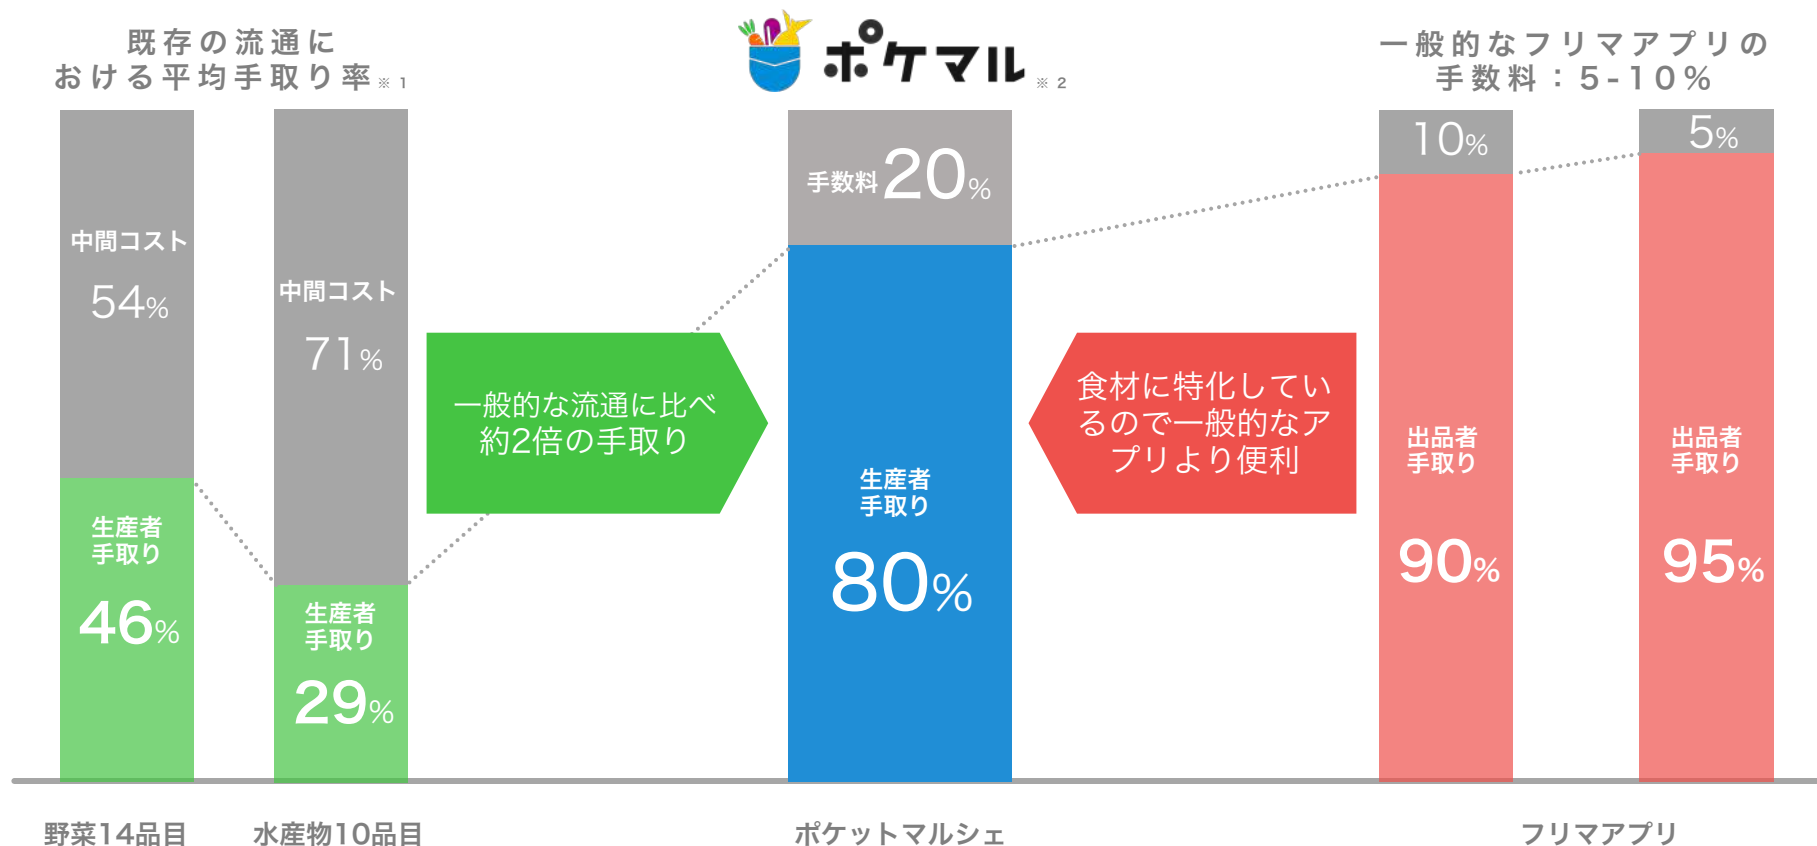 既存の流通に
おける平均手取り率※1
ポケマル
※2
一般的なフリマアプリの
手数料：5-10%
中間コスト
54%
生産者
手取り
46%
中間コスト
71%
生産者
手取り
29%
一般的な流通に比べ
約2倍の手取り
手数料20%
生産者
手取り
80%
食材に特化してい
るので一般的なア
プリより便利
10%
出品者
手取り
90%
5%
出品者
手取り
95%
野菜14品目
水産物10品目
ポケットマルシェ
フリマアプリ